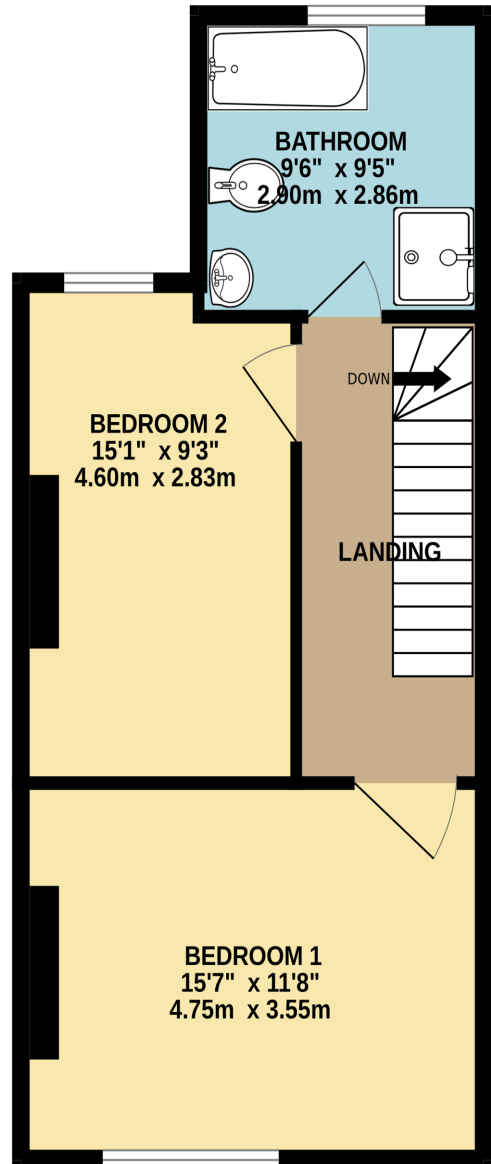 BATHROOM
9'6" x 9'5"
2.90m x 2.86m
DOWN
BEDROOM 2
15'1" x 9'3"
4.60m x 2.83m
LANDING
BEDROOM 1
15'7" x 11'8"
4.75m x 3.55m